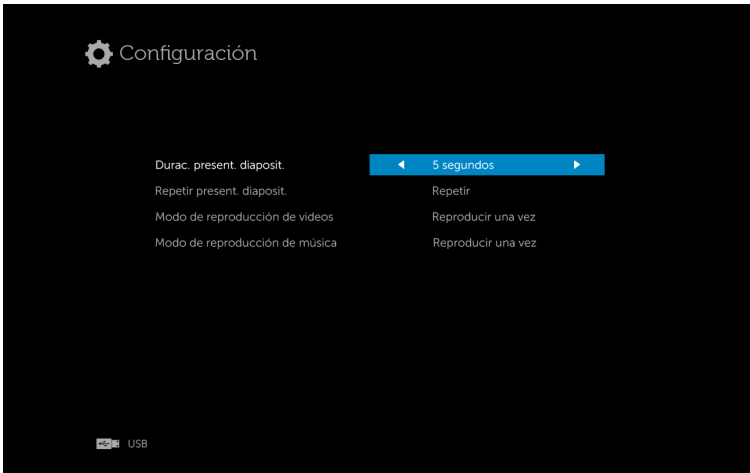 Configuración
Durac. present. diaposit. 5 segundos
Repetir present. diaposit. Repetir
Modo de reproducción de videos Reproducir una vez
Modo de reproducción de música Reproducir una vez
USB